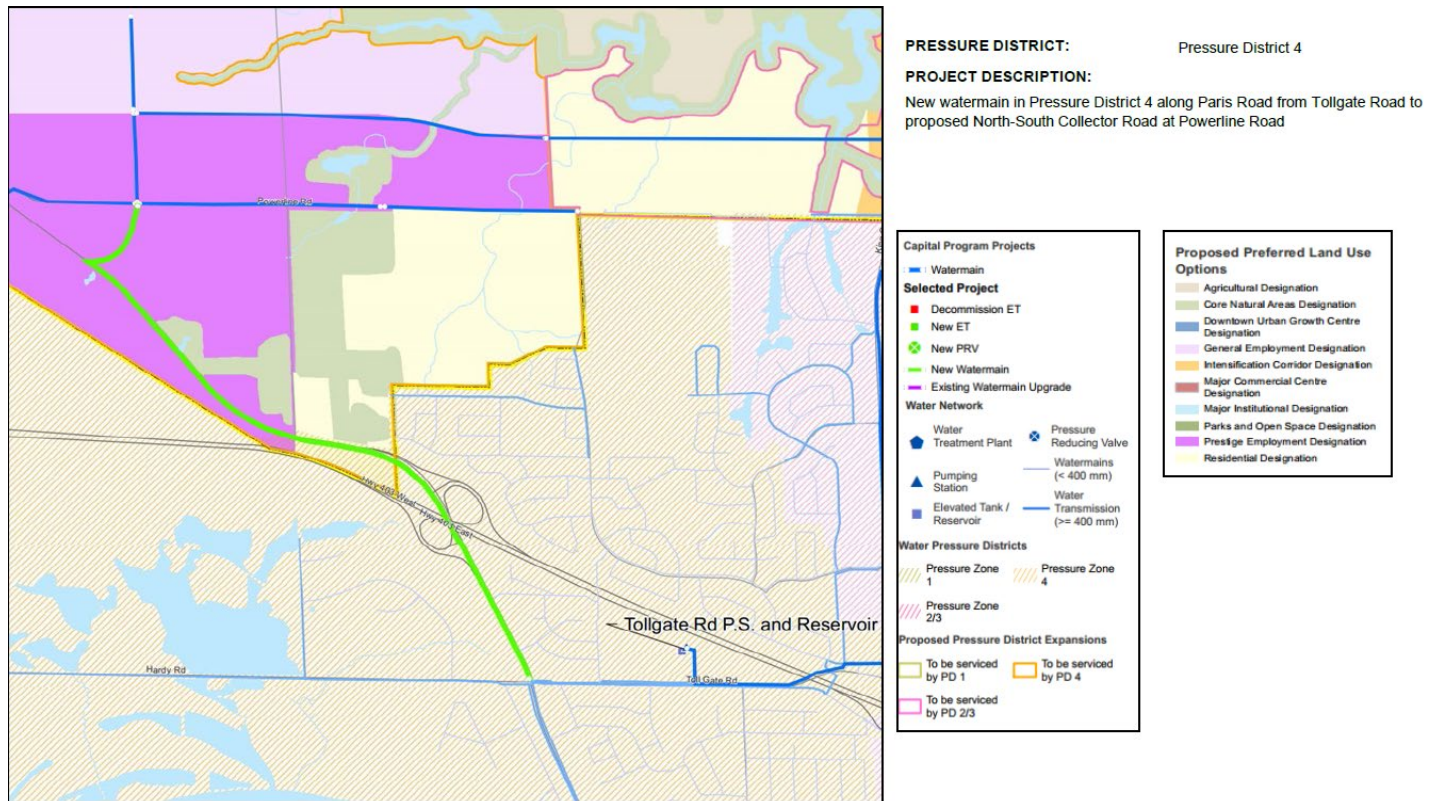 PRESSURE DISTRICT: Pressure District 4
PROJECT DESCRIPTION:
New watermain in Pressure District 4 along Paris Road from Tollgate Road to
proposed North-South Collector Road at Powerline Road
Powerline Rd
Hwy 403 West
Hwy 403 East
Tollgate Rd P.S. and Reservoir
Hardy Rd
Toll Gate Rd
Capital Program Projects
Watermain
Selected Project
Decommission ET
New ET
New PRV
New Watermain
Existing Watermain Upgrade
Water Network
Water
Treatment Plant
Pressure
Reducing Valve
Pumping
Station
Watermains
(< 400 mm)
Elevated Tank /
Reservoir
Water
Transmission
(>= 400 mm)
Water Pressure Districts
Pressure Zone
1
Pressure Zone
4
Pressure Zone
2/3
Proposed Pressure District Expansions
To be serviced
by PD 1
To be serviced
by PD 4
To be serviced
by PD 2/3
Proposed Preferred Land Use
Options
Agricultural Designation
Core Natural Areas Designation
Downtown Urban Growth Centre
Designation
General Employment Designation
Intensification Corridor Designation
Major Commercial Centre
Designation
Major Institutional Designation
Parks and Open Space Designation
Prestige Employment Designation
Residential Designation